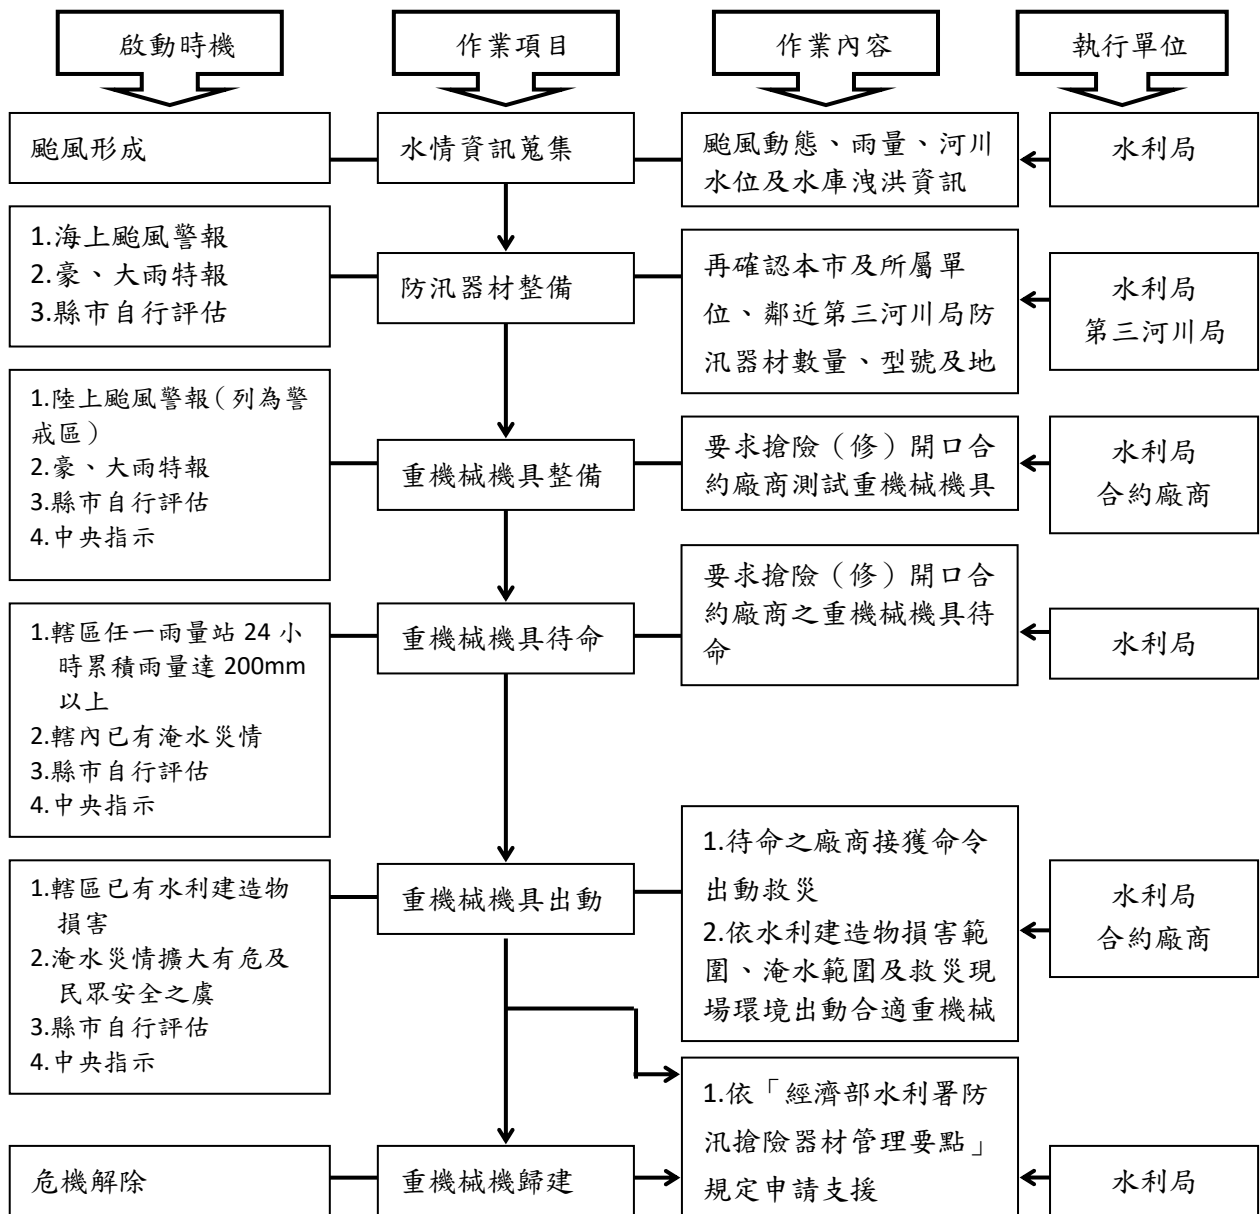 啟動時機
作業項目
作業內容
執行單位
颱風形成
水情資訊蒐集
颱風動態、雨量、河川
水位及水庫洩洪資訊
水利局
1.海上颱風警報
2.豪、大雨特報
3.縣市自行評估
防汛器材整備
再確認本市及所屬單
位、鄰近第三河川局防
汛器材數量、型號及地
水利局
第三河川局
1.陸上颱風警報（列為警
戒區）
2.豪、大雨特報
3.縣市自行評估
4.中央指示
重機械機具整備
要求搶險（修）開口合
約廠商測試重機械機具
水利局
合約廠商
1.轄區任一雨量站 24 小
時累積雨量達 200mm
以上
2.轄內已有淹水災情
3.縣市自行評估
4.中央指示
重機械機具待命
要求搶險（修）開口合
約廠商之重機械機具待
命
水利局
1.轄區已有水利建造物
損害
2.淹水災情擴大有危及
民眾安全之虞
3.縣市自行評估
4.中央指示
重機械機具出動
1.待命之廠商接獲命令
出動救災
2.依水利建造物損害範
圍、淹水範圍及救災現
場環境出動合適重機械
水利局
合約廠商
危機解除
重機械機歸建
1.依「經濟部水利署防
汛搶險器材管理要點」
規定申請支援
水利局